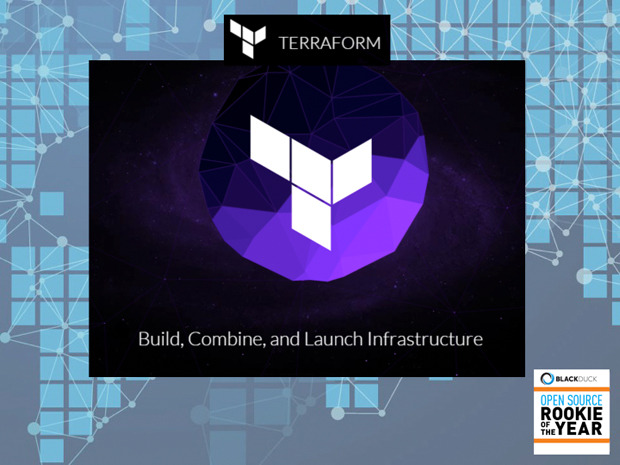 TERRAFORM
Build, Combine, and Launch Infrastructure
BLACKDUCK
OPEN SOURCE
ROOKIE
OF THE YEAR